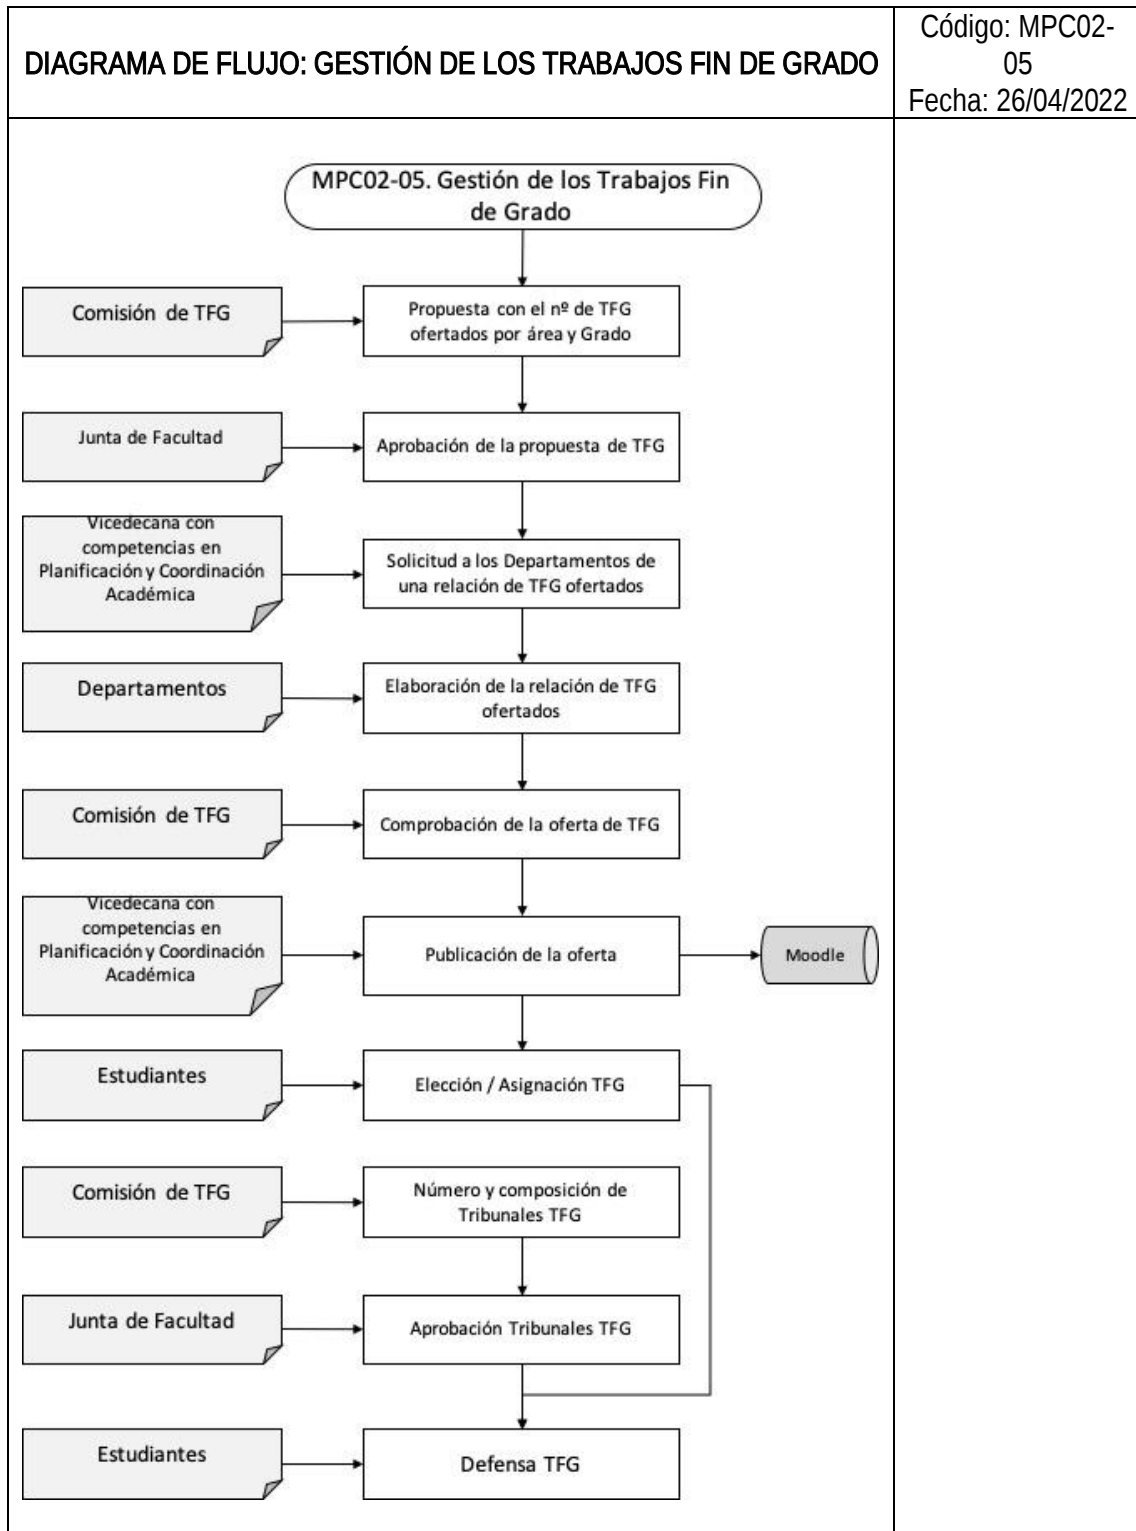 DIAGRAMA DE FLUJO: GESTIÓN DE LOS TRABAJOS FIN DE GRADO
Código: MPC02-
05
Fecha: 26/04/2022
MPC02-05. Gestión de los Trabajos Fin
de Grado
Comisión de TFG
Propuesta con el nº de TFG
ofertados por área y Grado
Junta de Facultad
Aprobación de la propuesta de TFG
Vicedecana con
competencias en
Planificación y Coordinación
Académica
Solicitud a los Departamentos de
una relación de TFG ofertados
Departamentos
Elaboración de la relación de TFG
ofertados
Comisión de TFG
Comprobación de la oferta de TFG
Vicedecana con
competencias en
Planificación y Coordinación
Académica
Publicación de la oferta
Moodle
Estudiantes
Elección / Asignación TFG
Comisión de TFG
Número y composición de
Tribunales TFG
Junta de Facultad
Aprobación Tribunales TFG
Estudiantes
Defensa TFG